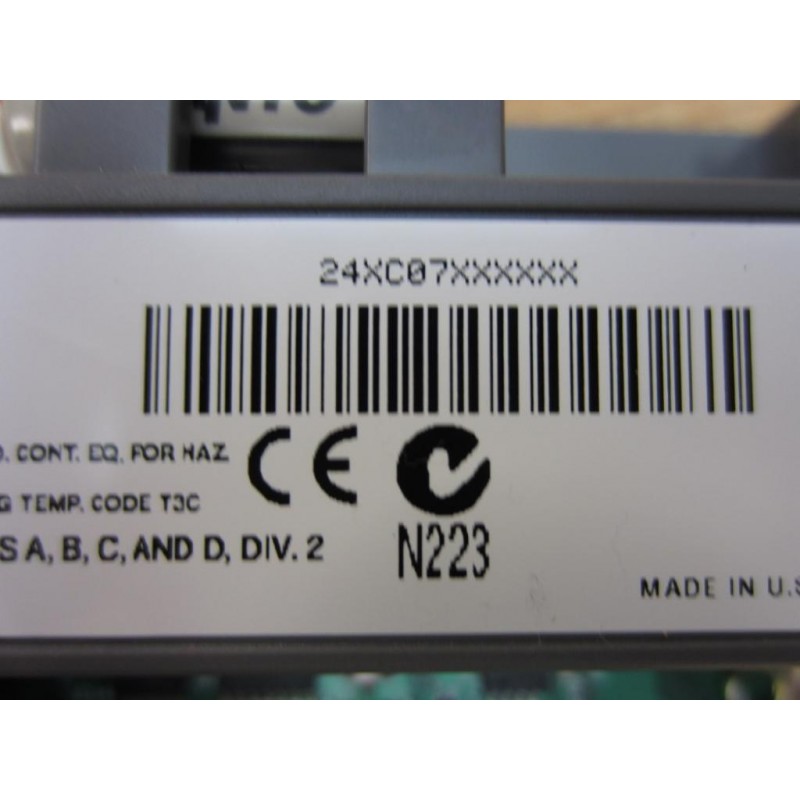 24XC07XXXXXX
CONT. EQ. FOR HAZ.
CE
TEMP. CODE T3C
A, B, C, AND D, DIV. 2
N223
MADE IN U.S